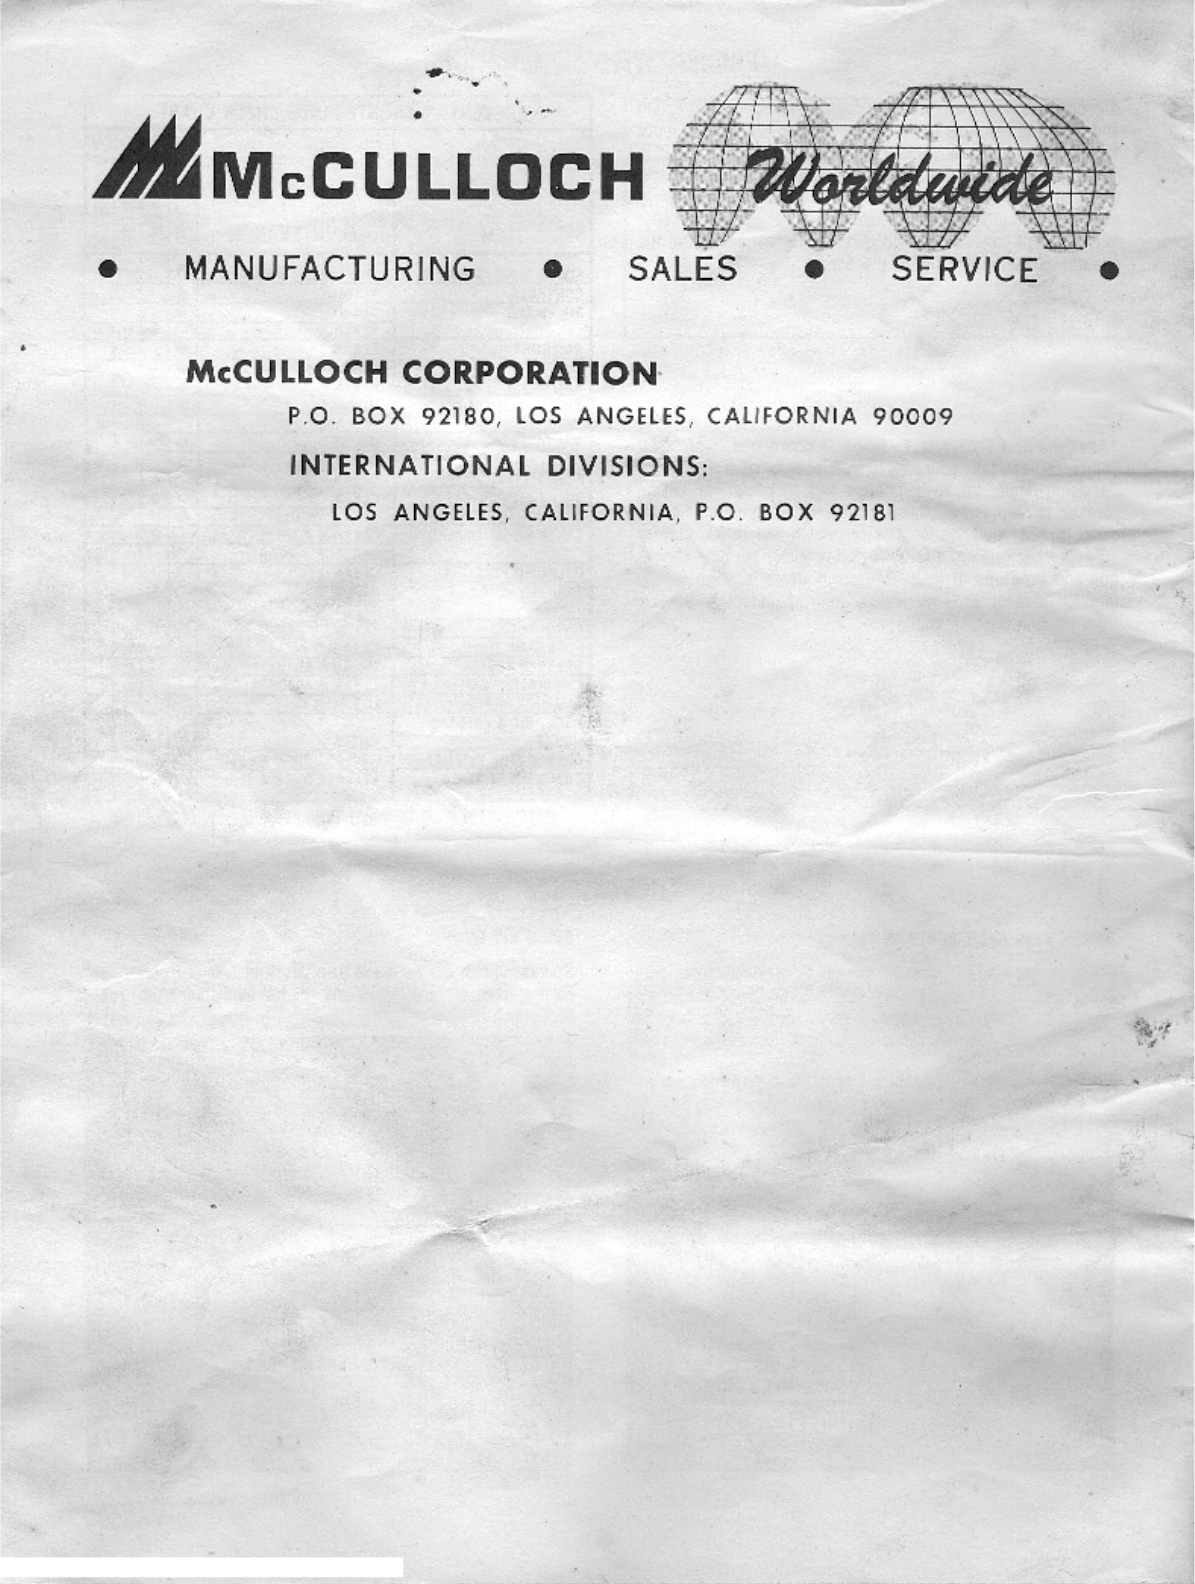 McCULLOCH Worldwide
• MANUFACTURING • SALES • SERVICE •
McCULLOCH CORPORATION
P.O. BOX 92180, LOS ANGELES, CALIFORNIA 90009
INTERNATIONAL DIVISIONS:
LOS ANGELES, CALIFORNIA, P.O. BOX 92181